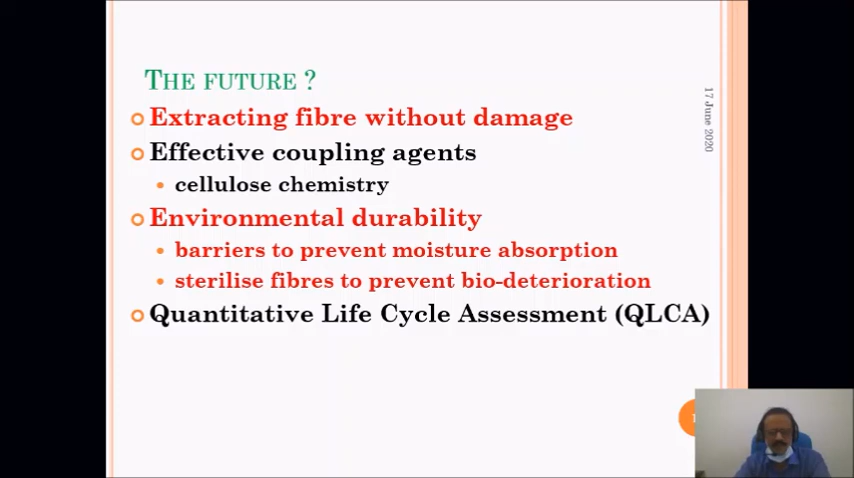 THE FUTURE ?
Extracting fibre without damage
Effective coupling agents
cellulose chemistry
Environmental durability
barriers to prevent moisture absorption
sterilise fibres to prevent bio-deterioration
Quantitative Life Cycle Assessment (QLCA)
17 June 2020